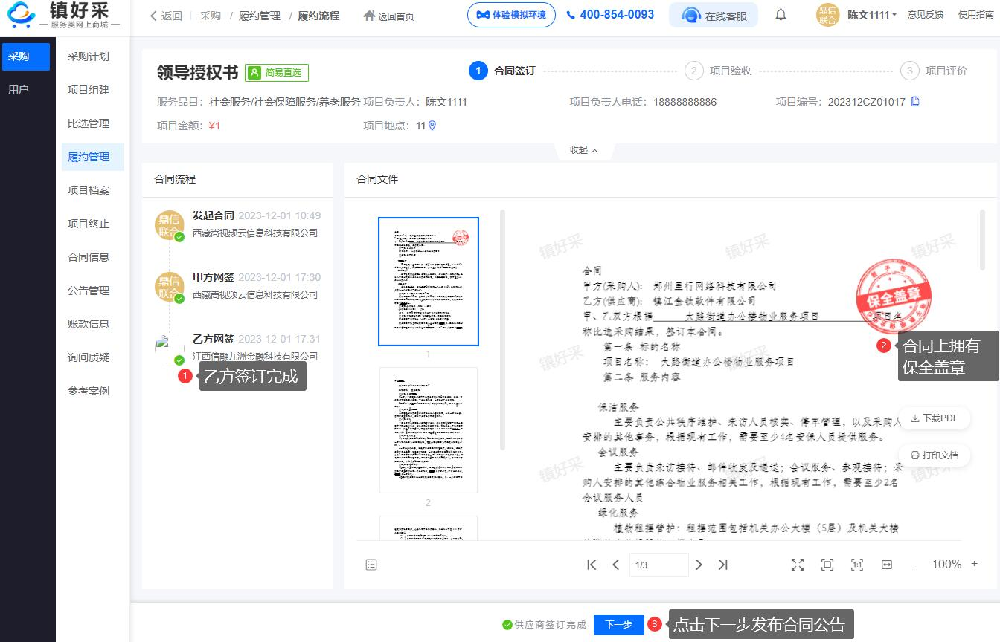 镇好采
服务类网上商城
返回 采购 / 履约管理 / 履约流程 返回首页
体验模拟环境
400-854-0093
在线客服
鼎信
联合
陈文1111
意见反馈
使用指南
采购
用户
采购计划
项目组建
比选管理
履约管理
项目档案
项目终止
合同信息
公告管理
账款信息
询问质疑
参考案例
领导授权书 简易直选
1 合同签订
2 项目验收
3 项目评价
服务品目：社会服务/社会保障服务/养老服务 项目负责人：陈文1111 项目负责人电话：18888888886 项目编号：202312CZ01017
项目金额：¥1 项目地点：11
收起
合同流程
鼎信
联合
发起合同 2023-12-01 10:49
西藏嵩视频云信息科技有限公司
鼎信
联合
甲方网签 2023-12-01 17:30
西藏嵩视频云信息科技有限公司
乙方网签 2023-12-01 17:31
江西信融九洲金融科技有限公司
1 乙方签订完成
合同文件
1
2
镇好采 镇好采 镇好采
合同
甲方(采购人)： 郑州里行网络科技有限公司
乙方(供应商)： 镇江金钛软件有限公司
甲、乙双方根据 大路街道办公楼物业服务项目 项目名
称比选采购结果，签订本合同。
第一条 标的名称
项目名称： 大路街道办公楼物业服务项目
第二条 服务内容
保洁服务
主要负责公共秩序维护、来访人员核实、停车管理，以及采购人
安排的其他事务，根据现有工作，需要至少4名安保人员提供服务。
会议服务
主要负责来访接待、邮件收发及递送；会议服务、参观接待；采
购人安排的其他综合物业服务相关工作，根据现有工作，需要至少2名
会议服务人员
绿化服务
植物租摆管护：租摆范围包括机关办公大楼（5层）及机关大楼
镇好采 镇好采
镇好采 镇好采 镇好采
保全盖章
2 合同上拥有
保全盖章
下载PDF
打印文档
1/3
1:1
- 100% +
供应商签订完成
下一步
3 点击下一步发布合同公告